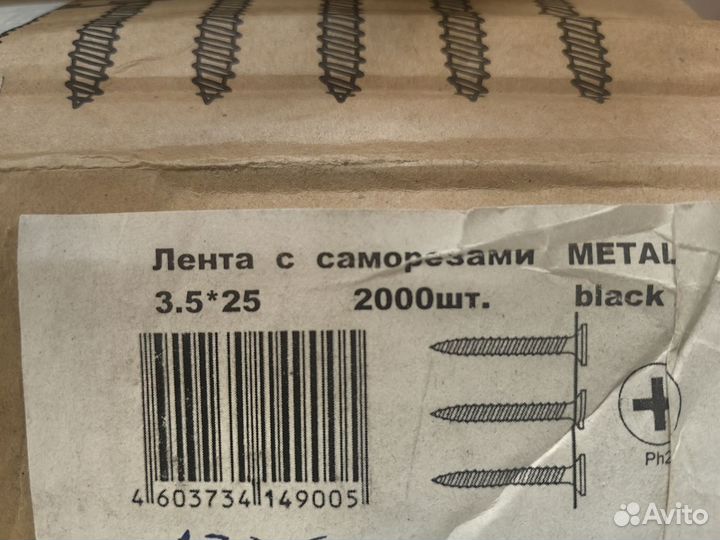 Лента с саморезами METAL
3.5*25 2000шт. black
Ph2
4 603734 149005
Avito